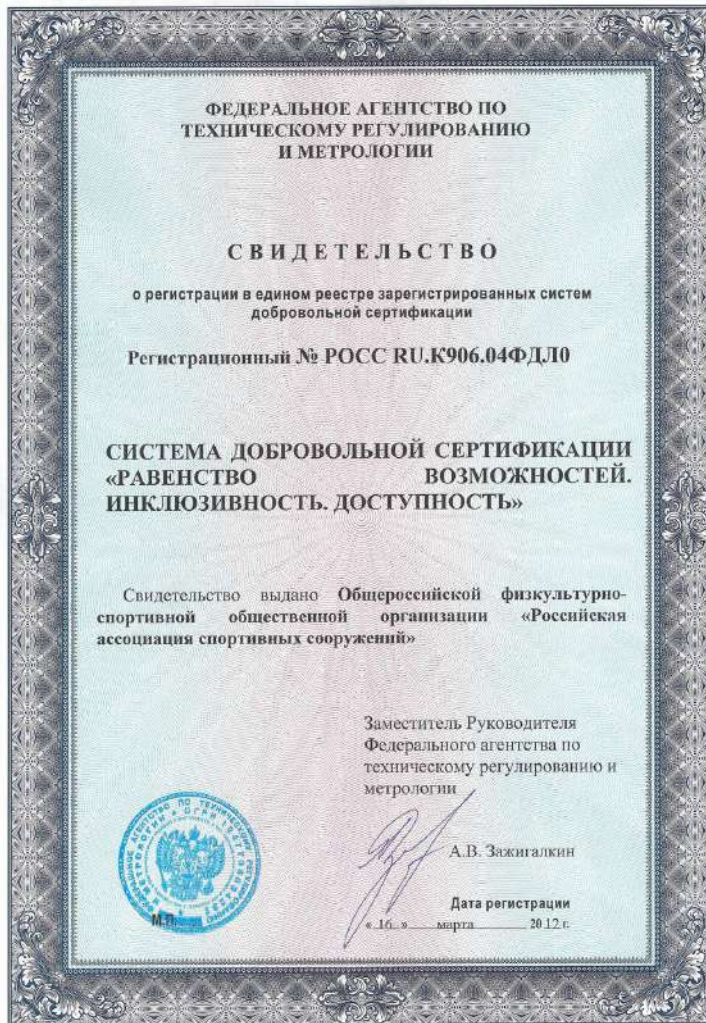 ФЕДЕРАЛЬНОЕ АГЕНТСТВО ПО
ТЕХНИЧЕСКОМУ РЕГУЛИРОВАНИЮ
И МЕТРОЛОГИИ
СВИДЕТЕЛЬСТВО
о регистрации в едином реестре зарегистрированных систем
добровольной сертификации
Регистрационный № РОСС RU.К906.04ФДЛ0
СИСТЕМА ДОБРОВОЛЬНОЙ СЕРТИФИКАЦИИ
«РАВЕНСТВО ВОЗМОЖНОСТЕЙ.
ИНКЛЮЗИВНОСТЬ. ДОСТУПНОСТЬ»
Свидетельство выдано Общероссийской физкультурно-
спортивной общественной организации «Российская
ассоциация спортивных сооружений»
Заместитель Руководителя
Федерального агентства по
техническому регулированию и
метрологии
А.В. Зажигалкин
Дата регистрации
« 16 » марта 2012 г.
М.П.